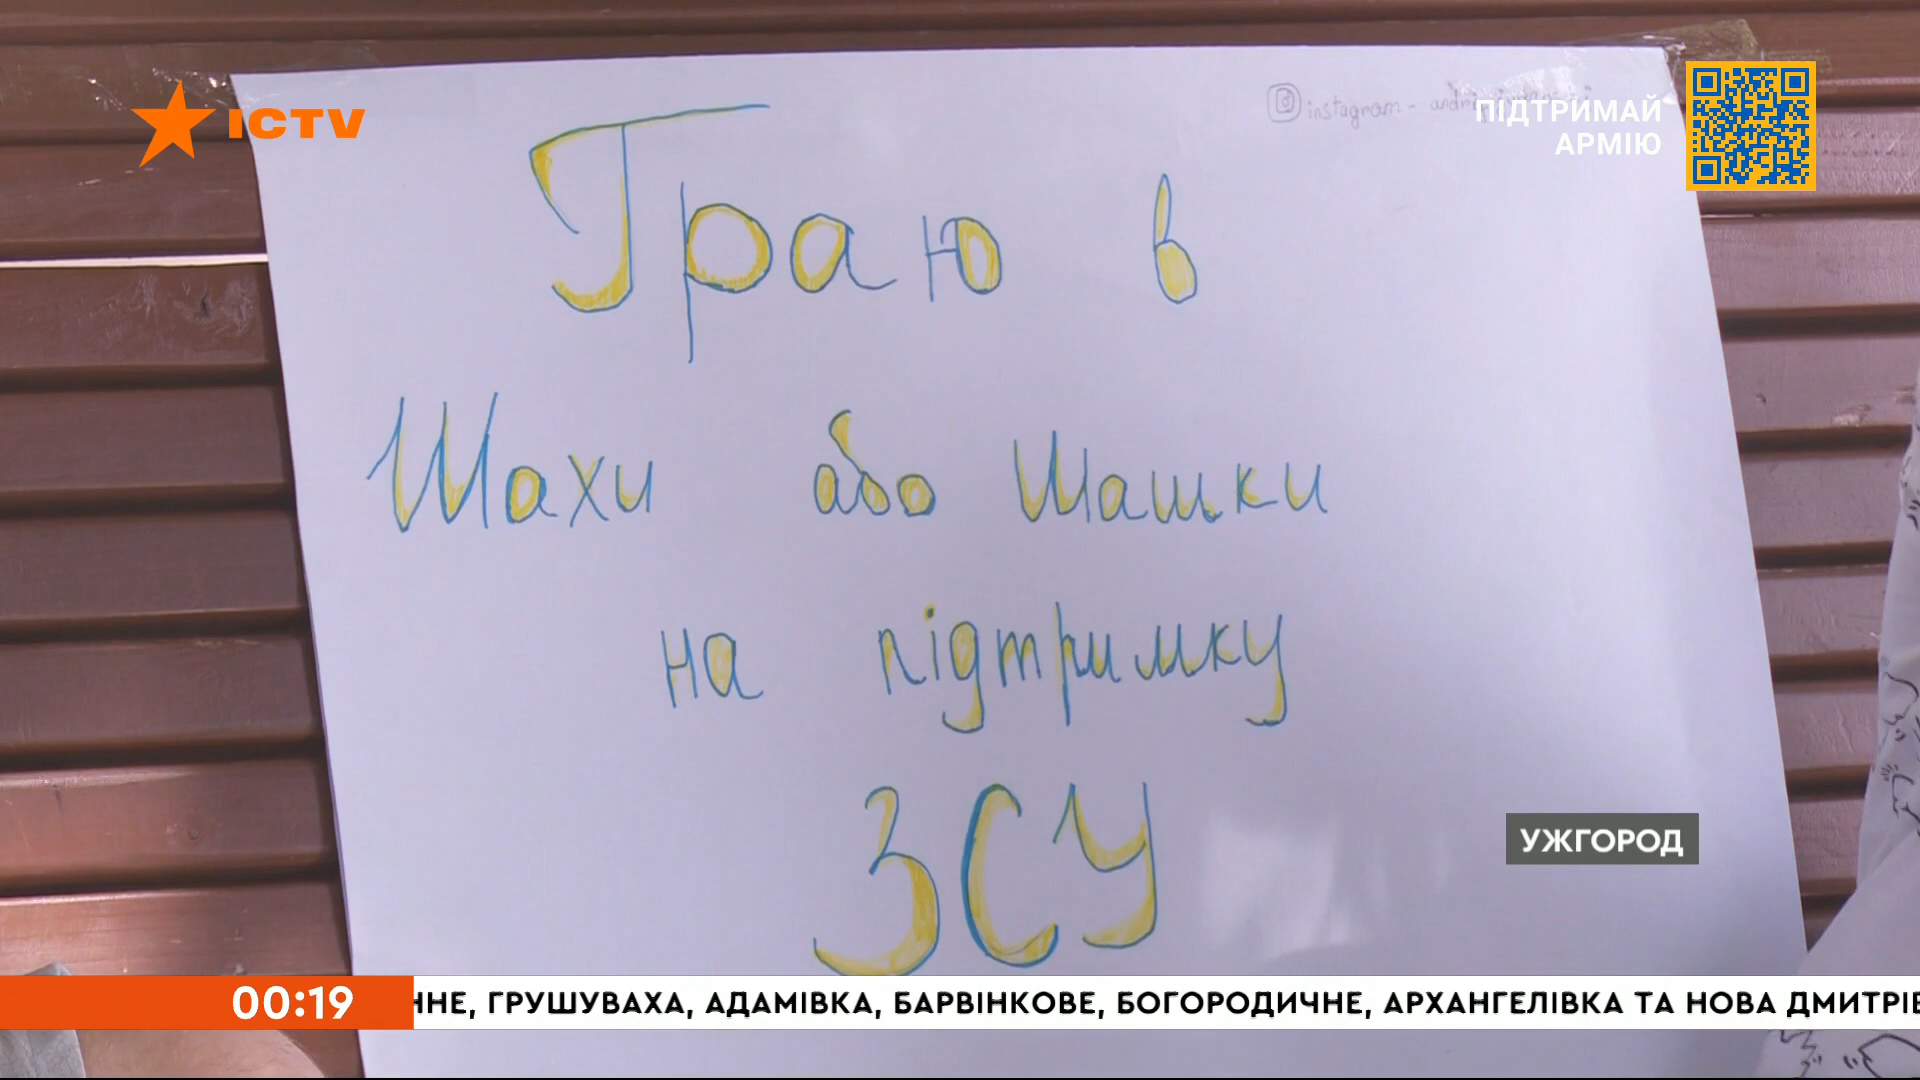 ICTV
instagram -
ПІДТРИМАЙ
АРМІЮ
Граю в
Шахи або Шашки
на підтримку
ЗСУ
УЖГОРОД
00:19
ННЕ, ГРУШУВАХА, АДАМІВКА, БАРВІНКОВЕ, БОГОРОДИЧНЕ, АРХАНГЕЛІВКА ТА НОВА ДМИТРІВ